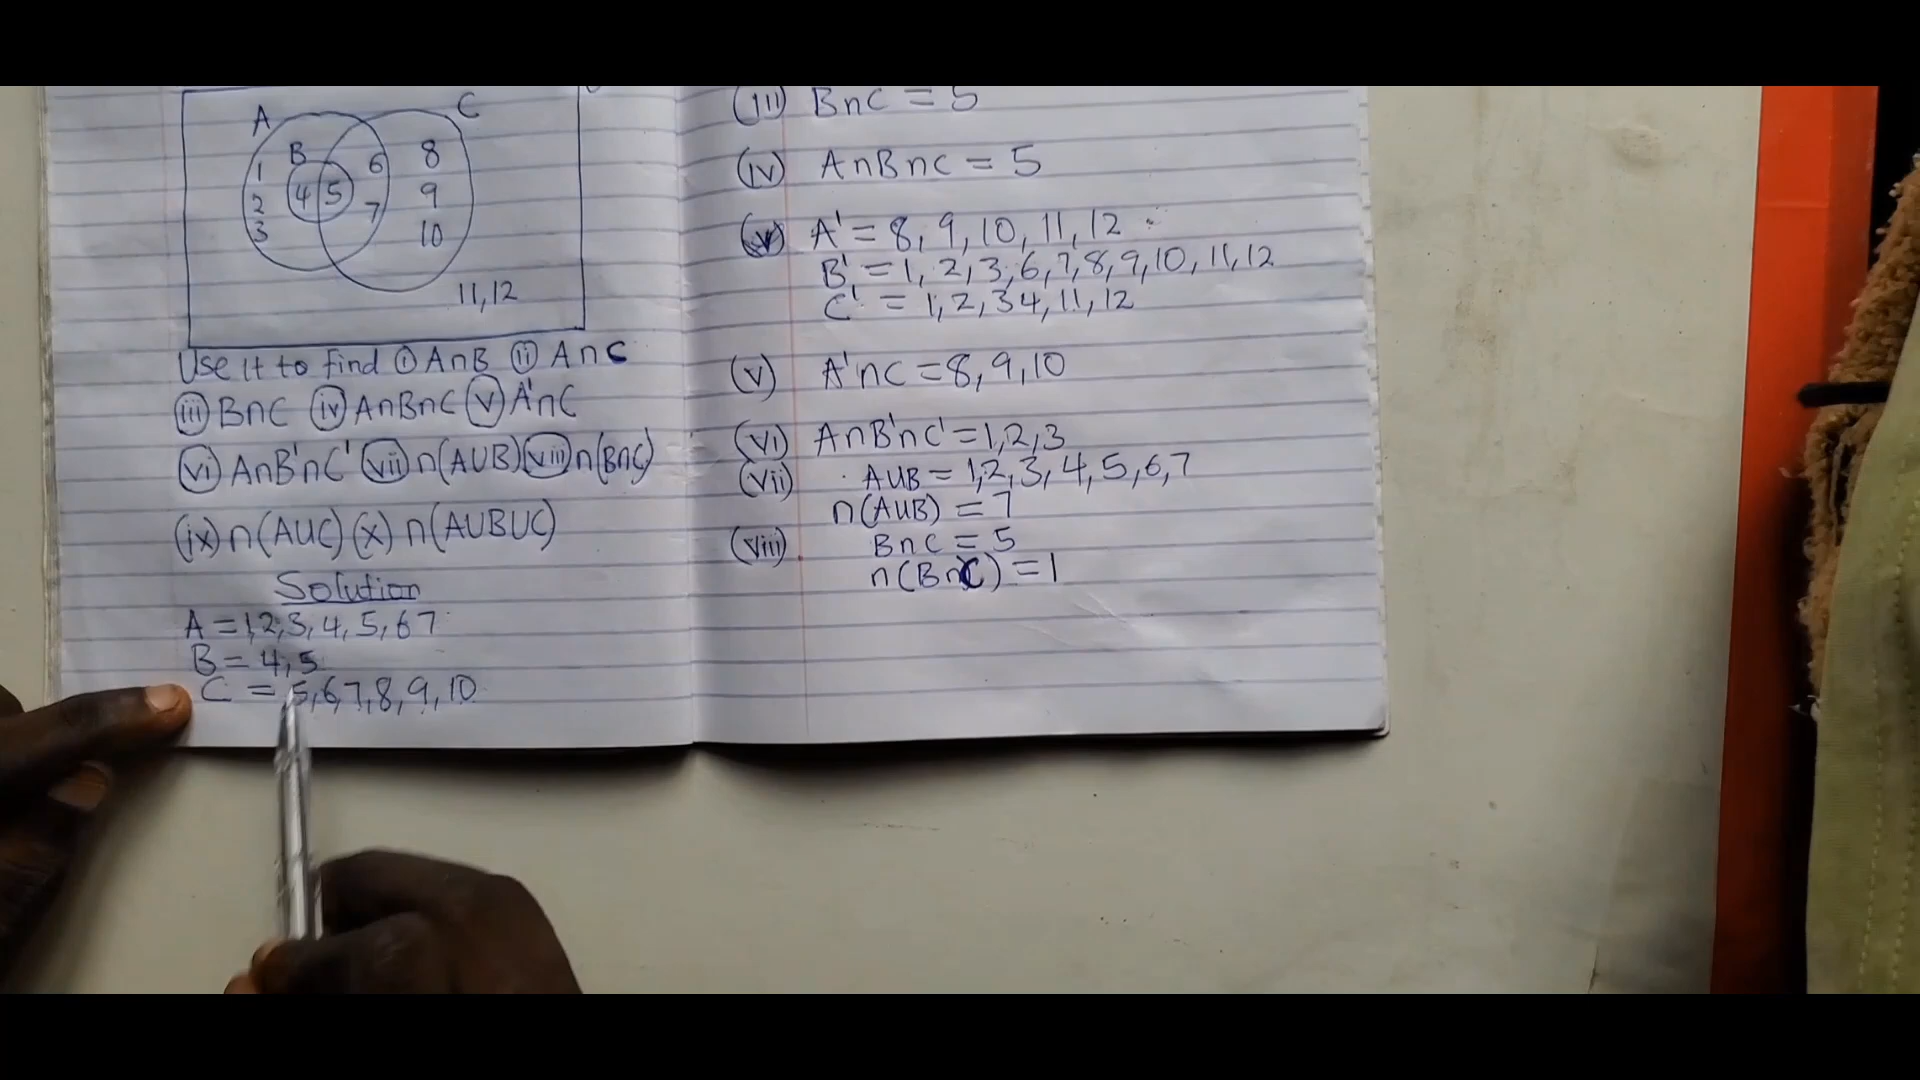 A
C
B
1
6
8
4
5
9
2
7
3
10
11,12
Use it to find (i) A∩B (ii) A∩C
(iii) B∩C (iv) A∩B∩C (v) A'∩C
(vi) A∩B'∩C' (vii) n(AUB) (viii) n(B∩C)
(ix) n(AUC) (x) n(AUBUC)
Solution
A = 1,2,3,4,5,6 7
B = 4,5
C = 5,6,7,8,9,10
(iii) B∩C = 5
(iv) A∩B∩C = 5
(v) A' = 8, 9, 10, 11, 12
B' = 1, 2, 3, 6, 7, 8, 9, 10, 11, 12
C' = 1, 2, 3 4, 11, 12
(v) A'∩C = 8, 9, 10
(vi) A∩B'∩C' = 1,2,3
(vii) AUB = 1,2,3,4,5,6,7
n(AUB) = 7
(viii) B∩C = 5
n(B∩C) = 1